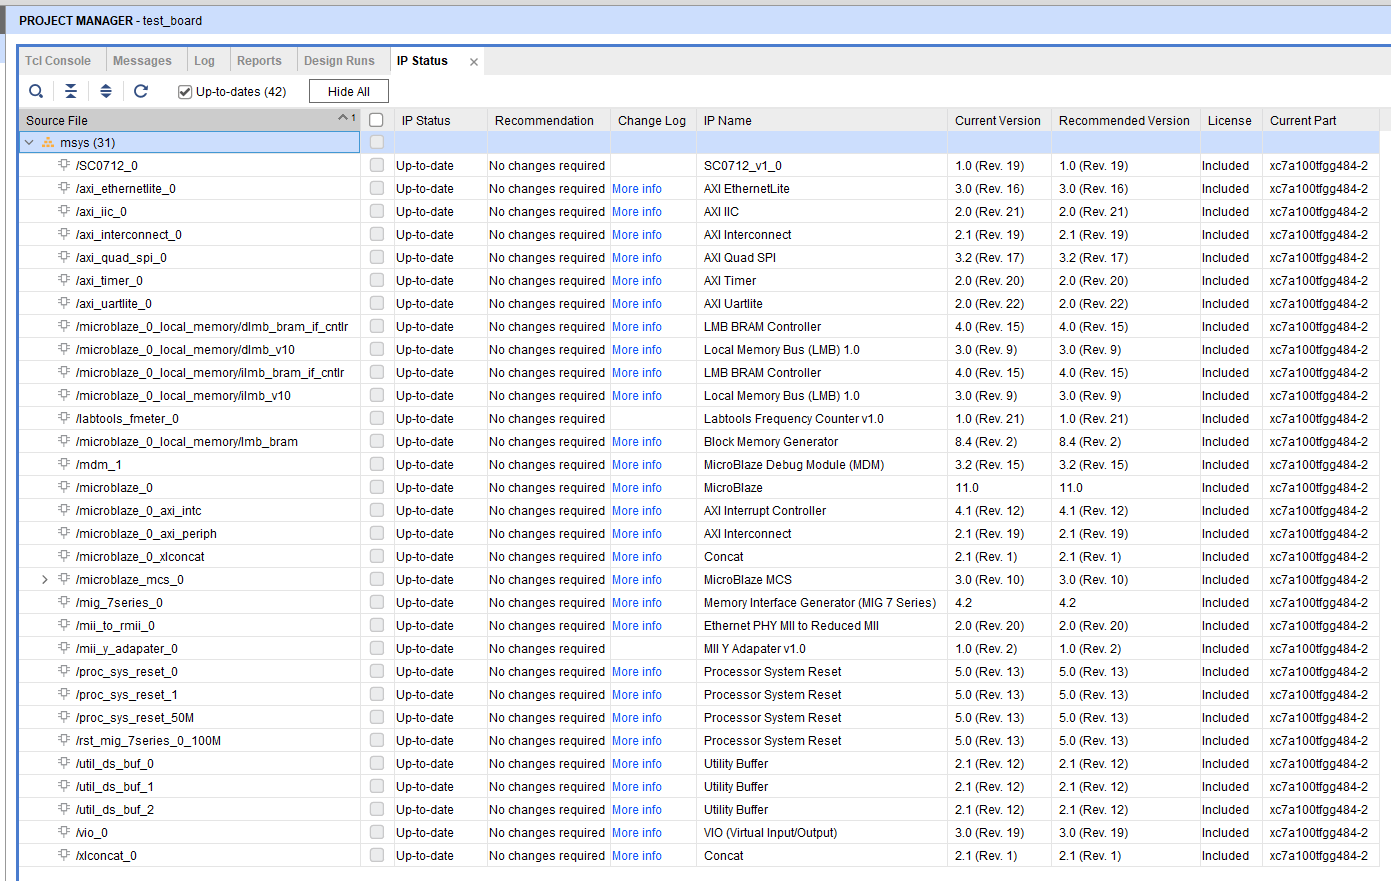 PROJECT MANAGER - test_board
Tcl Console Messages Log Reports Design Runs IP Status ×
Up-to-dates (42) Hide All
Source File 1 IP Status Recommendation Change Log IP Name Current Version Recommended Version License Current Part
msys (31)
/SC0712_0 Up-to-date No changes required SC0712_v1_0 1.0 (Rev. 19) 1.0 (Rev. 19) Included xc7a100tfgg484-2
/axi_ethernetlite_0 Up-to-date No changes required More info AXI EthernetLite 3.0 (Rev. 16) 3.0 (Rev. 16) Included xc7a100tfgg484-2
/axi_iic_0 Up-to-date No changes required More info AXI IIC 2.0 (Rev. 21) 2.0 (Rev. 21) Included xc7a100tfgg484-2
/axi_interconnect_0 Up-to-date No changes required More info AXI Interconnect 2.1 (Rev. 19) 2.1 (Rev. 19) Included xc7a100tfgg484-2
/axi_quad_spi_0 Up-to-date No changes required More info AXI Quad SPI 3.2 (Rev. 17) 3.2 (Rev. 17) Included xc7a100tfgg484-2
/axi_timer_0 Up-to-date No changes required More info AXI Timer 2.0 (Rev. 20) 2.0 (Rev. 20) Included xc7a100tfgg484-2
/axi_uartlite_0 Up-to-date No changes required More info AXI Uartlite 2.0 (Rev. 22) 2.0 (Rev. 22) Included xc7a100tfgg484-2
/microblaze_0_local_memory/dlmb_bram_if_cntlr Up-to-date No changes required More info LMB BRAM Controller 4.0 (Rev. 15) 4.0 (Rev. 15) Included xc7a100tfgg484-2
/microblaze_0_local_memory/dlmb_v10 Up-to-date No changes required More info Local Memory Bus (LMB) 1.0 3.0 (Rev. 9) 3.0 (Rev. 9) Included xc7a100tfgg484-2
/microblaze_0_local_memory/ilmb_bram_if_cntlr Up-to-date No changes required More info LMB BRAM Controller 4.0 (Rev. 15) 4.0 (Rev. 15) Included xc7a100tfgg484-2
/microblaze_0_local_memory/ilmb_v10 Up-to-date No changes required More info Local Memory Bus (LMB) 1.0 3.0 (Rev. 9) 3.0 (Rev. 9) Included xc7a100tfgg484-2
/labtools_fmeter_0 Up-to-date No changes required Labtools Frequency Counter v1.0 1.0 (Rev. 21) 1.0 (Rev. 21) Included xc7a100tfgg484-2
/microblaze_0_local_memory/lmb_bram Up-to-date No changes required More info Block Memory Generator 8.4 (Rev. 2) 8.4 (Rev. 2) Included xc7a100tfgg484-2
/mdm_1 Up-to-date No changes required More info MicroBlaze Debug Module (MDM) 3.2 (Rev. 15) 3.2 (Rev. 15) Included xc7a100tfgg484-2
/microblaze_0 Up-to-date No changes required More info MicroBlaze 11.0 11.0 Included xc7a100tfgg484-2
/microblaze_0_axi_intc Up-to-date No changes required More info AXI Interrupt Controller 4.1 (Rev. 12) 4.1 (Rev. 12) Included xc7a100tfgg484-2
/microblaze_0_axi_periph Up-to-date No changes required More info AXI Interconnect 2.1 (Rev. 19) 2.1 (Rev. 19) Included xc7a100tfgg484-2
/microblaze_0_xlconcat Up-to-date No changes required More info Concat 2.1 (Rev. 1) 2.1 (Rev. 1) Included xc7a100tfgg484-2
/microblaze_mcs_0 Up-to-date No changes required More info MicroBlaze MCS 3.0 (Rev. 10) 3.0 (Rev. 10) Included xc7a100tfgg484-2
/mig_7series_0 Up-to-date No changes required More info Memory Interface Generator (MIG 7 Series) 4.2 4.2 Included xc7a100tfgg484-2
/mii_to_rmii_0 Up-to-date No changes required More info Ethernet PHY MII to Reduced MII 2.0 (Rev. 20) 2.0 (Rev. 20) Included xc7a100tfgg484-2
/mii_y_adapater_0 Up-to-date No changes required MII Y Adapater v1.0 1.0 (Rev. 2) 1.0 (Rev. 2) Included xc7a100tfgg484-2
/proc_sys_reset_0 Up-to-date No changes required More info Processor System Reset 5.0 (Rev. 13) 5.0 (Rev. 13) Included xc7a100tfgg484-2
/proc_sys_reset_1 Up-to-date No changes required More info Processor System Reset 5.0 (Rev. 13) 5.0 (Rev. 13) Included xc7a100tfgg484-2
/proc_sys_reset_50M Up-to-date No changes required More info Processor System Reset 5.0 (Rev. 13) 5.0 (Rev. 13) Included xc7a100tfgg484-2
/rst_mig_7series_0_100M Up-to-date No changes required More info Processor System Reset 5.0 (Rev. 13) 5.0 (Rev. 13) Included xc7a100tfgg484-2
/util_ds_buf_0 Up-to-date No changes required More info Utility Buffer 2.1 (Rev. 12) 2.1 (Rev. 12) Included xc7a100tfgg484-2
/util_ds_buf_1 Up-to-date No changes required More info Utility Buffer 2.1 (Rev. 12) 2.1 (Rev. 12) Included xc7a100tfgg484-2
/util_ds_buf_2 Up-to-date No changes required More info Utility Buffer 2.1 (Rev. 12) 2.1 (Rev. 12) Included xc7a100tfgg484-2
/vio_0 Up-to-date No changes required More info VIO (Virtual Input/Output) 3.0 (Rev. 19) 3.0 (Rev. 19) Included xc7a100tfgg484-2
/xlconcat_0 Up-to-date No changes required More info Concat 2.1 (Rev. 1) 2.1 (Rev. 1) Included xc7a100tfgg484-2